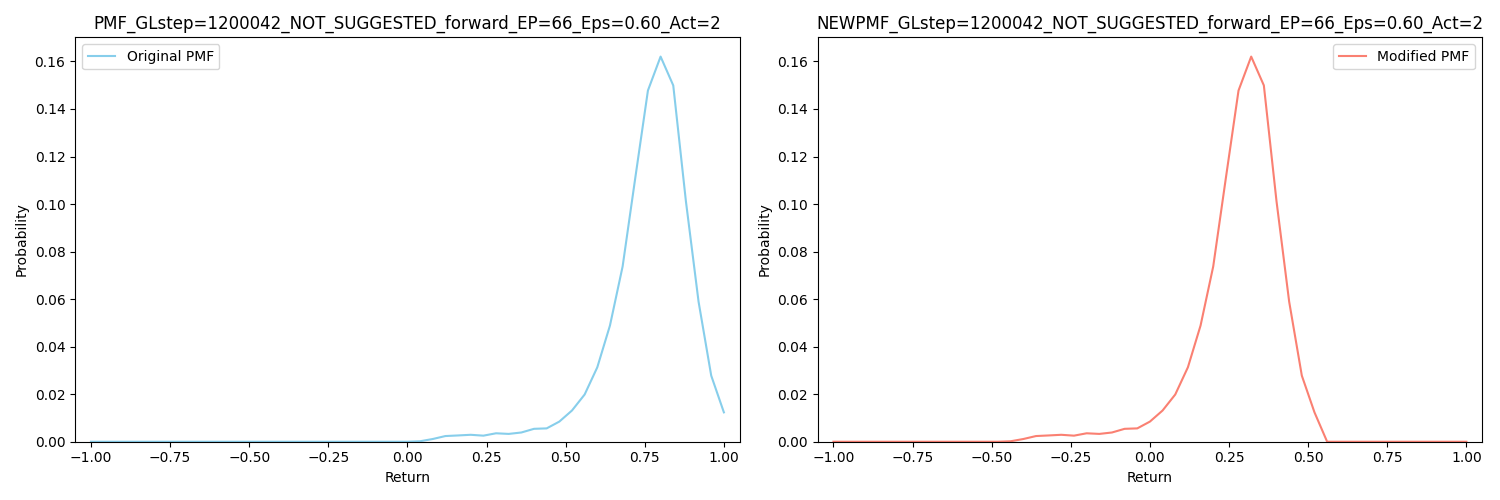 PMF_GLstep=1200042_NOT_SUGGESTED_forward_EP=66_Eps=0.60_Act=2
Original PMF
Probability
0.16
0.14
0.12
0.10
0.08
0.06
0.04
0.02
0.00
−1.00 −0.75 −0.50 −0.25 0.00 0.25 0.50 0.75 1.00
Return
NEWPMF_GLstep=1200042_NOT_SUGGESTED_forward_EP=66_Eps=0.60_Act=2
Modified PMF
Probability
0.16
0.14
0.12
0.10
0.08
0.06
0.04
0.02
0.00
−1.00 −0.75 −0.50 −0.25 0.00 0.25 0.50 0.75 1.00
Return